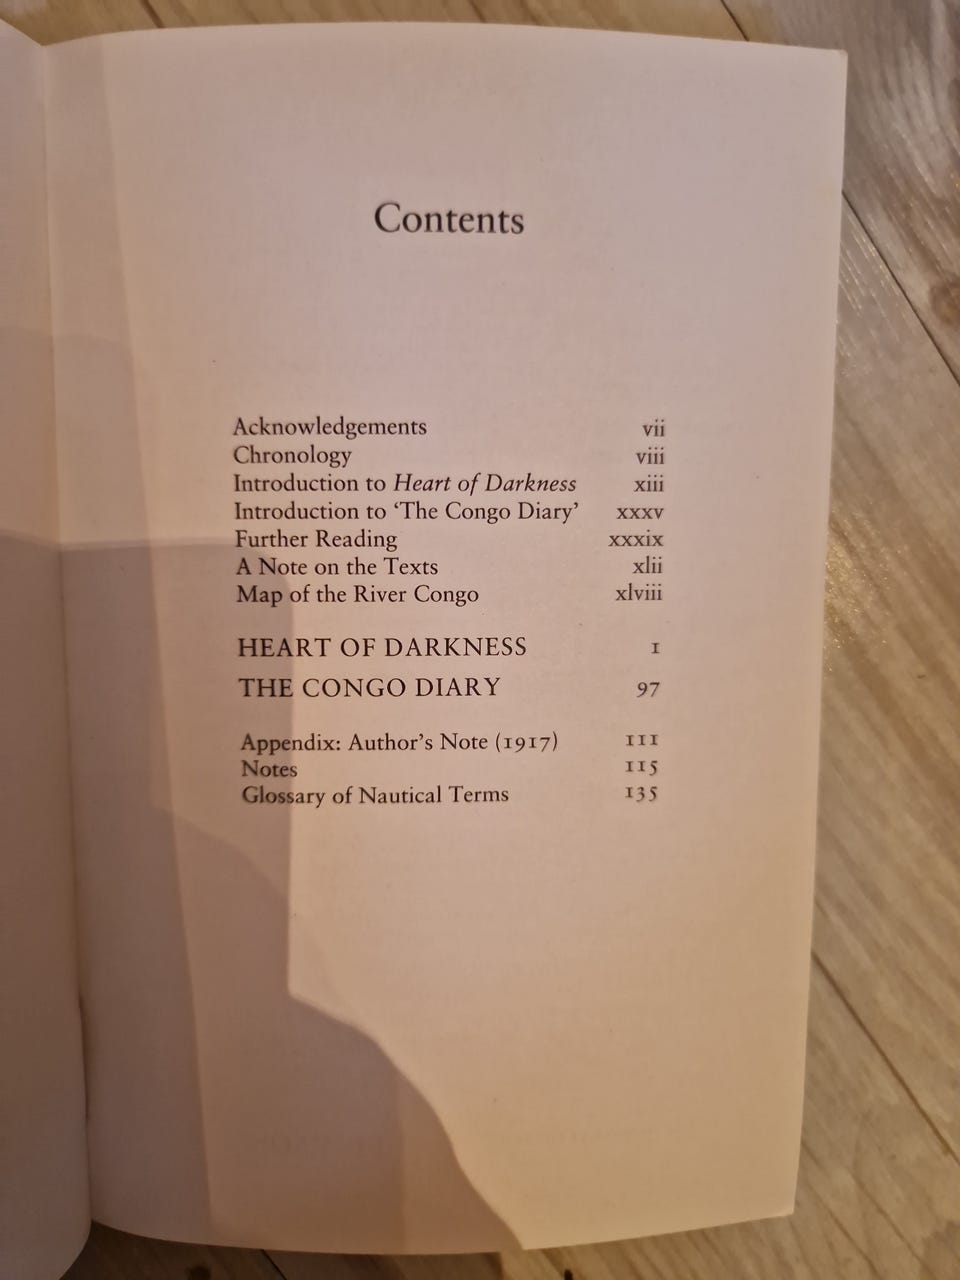 Contents
Acknowledgements vii
Chronology viii
Introduction to Heart of Darkness xiii
Introduction to ‘The Congo Diary’ xxxv
Further Reading xxxix
A Note on the Texts xlii
Map of the River Congo xlviii
HEART OF DARKNESS 1
THE CONGO DIARY 97
Appendix: Author’s Note (1917) 111
Notes 115
Glossary of Nautical Terms 135